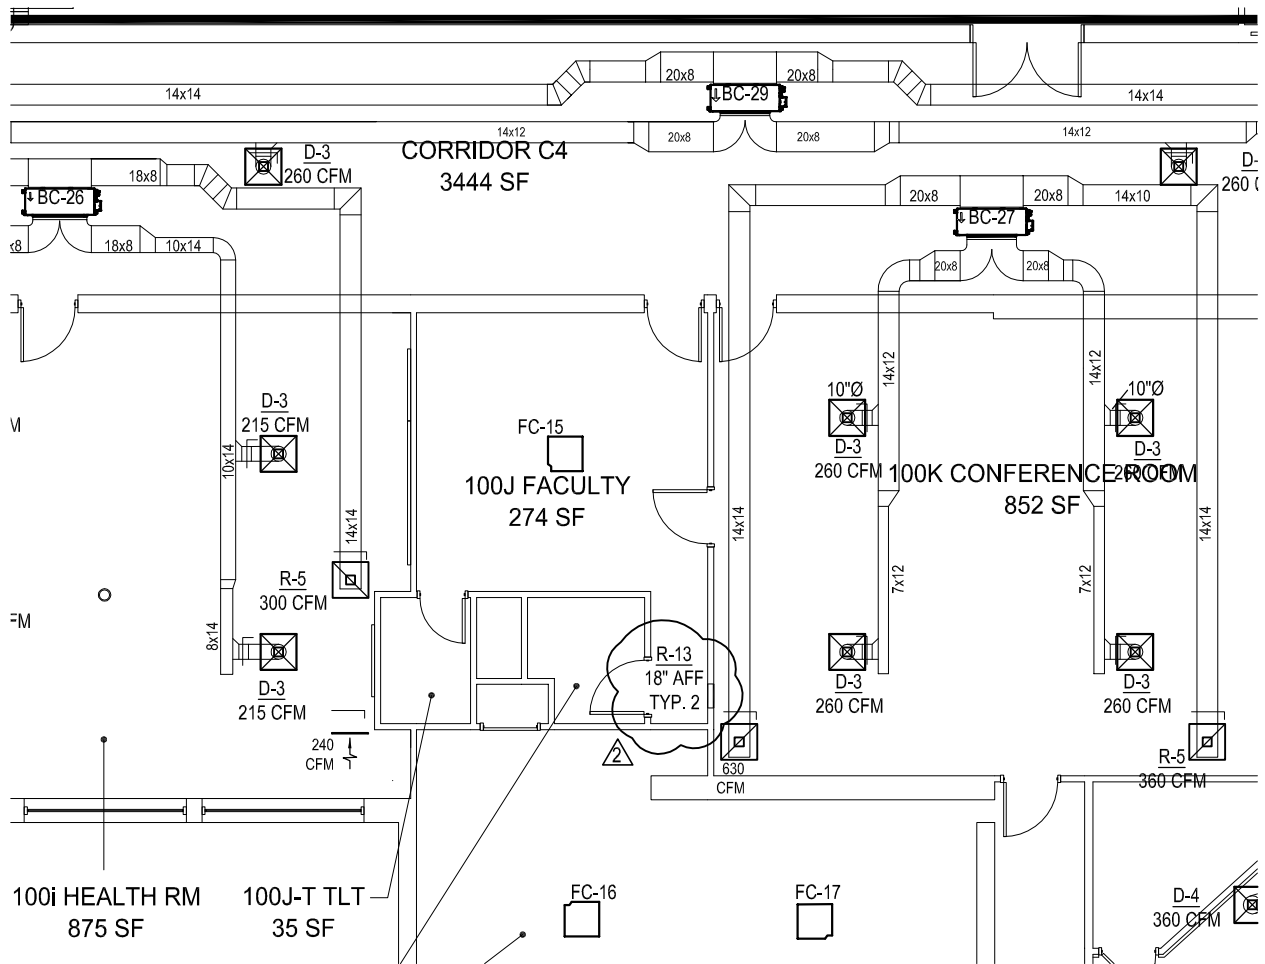 20x8
20x8
BC-29
14x14
14x14
14x12
20x8
20x8
14x12
CORRIDOR C4
3444 SF
D-3
260 CFM
D-
260
18x8
BC-26
20x8
20x8
14x10
BC-27
x8
18x8
10x14
20x8
20x8
14x12
14x12
10"Ø
10"Ø
D-3
215 CFM
M
FC-15
D-3
260 CFM
D-3
260 CFM
10x14
100J FACULTY
274 SF
100K CONFERENCE ROOM
852 SF
14x14
14x14
14x14
R-5
300 CFM
7x12
7x12
FM
8x14
R-13
18" AFF
TYP. 2
D-3
215 CFM
D-3
260 CFM
D-3
260 CFM
240
CFM
2
630
CFM
R-5
360 CFM
100i HEALTH RM
875 SF
100J-T TLT
35 SF
FC-16
FC-17
D-4
360 CFM